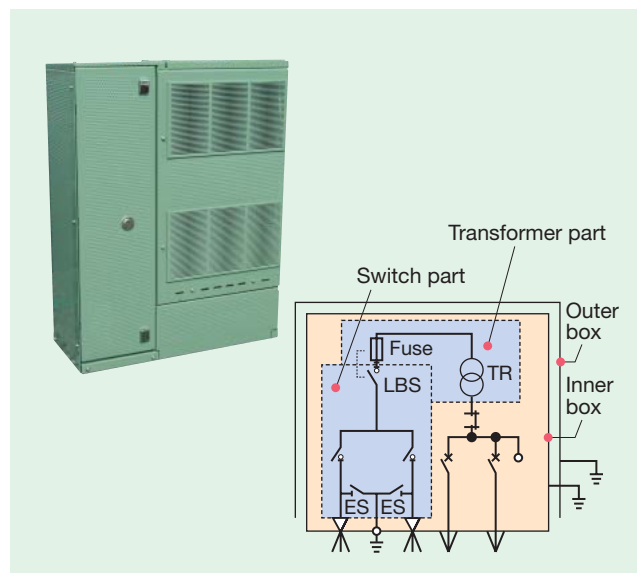 Transformer part
Switch part
Outer
box
Fuse
TR
LBS
Inner
box
ES ES